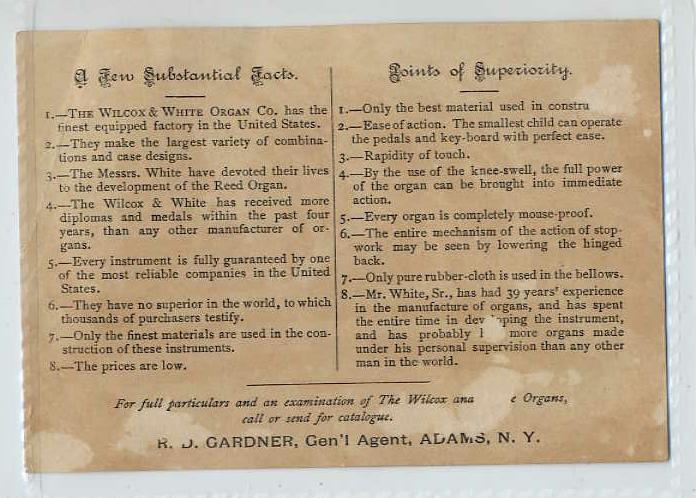 A Few Substantial Facts.
1.—THE WILCOX & WHITE ORGAN CO. has the
finest equipped factory in the United States.
2.—They make the largest variety of combina-
tions and case designs.
3.—The Messrs. White have devoted their lives
to the development of the Reed Organ.
4.—The Wilcox & White has received more
diplomas and medals within the past four
years, than any other manufacturer of or-
gans.
5.—Every instrument is fully guaranteed by one
of the most reliable companies in the United
States.
6.—They have no superior in the world, to which
thousands of purchasers testify.
7.—Only the finest materials are used in the con-
struction of these instruments.
8.—The prices are low.
Points of Superiority.
1.—Only the best material used in constru
2.—Ease of action. The smallest child can operate
the pedals and key-board with perfect ease.
3.—Rapidity of touch.
4.—By the use of the knee-swell, the full power
of the organ can be brought into immediate
action.
5.—Every organ is completely mouse-proof.
6.—The entire mechanism of the action of stop-
work may be seen by lowering the hinged
back.
7.—Only pure rubber-cloth is used in the bellows.
8.—Mr. White, Sr., has had 39 years' experience
in the manufacture of organs, and has spent
the entire time in dev oping the instrument,
and has probably more organs made
under his personal supervision than any other
man in the world.
For full particulars and an examination of The Wilcox and e Organs,
call or send for catalogue.
R. D. GARDNER, Gen'l Agent, ADAMS, N. Y.